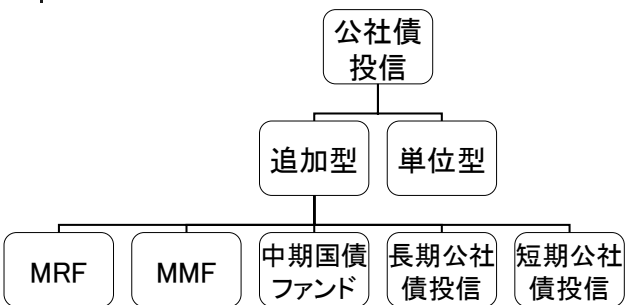 公社債
投信
追加型
単位型
MRF
MMF
中期国債
ファンド
長期公社
債投信
短期公社
債投信